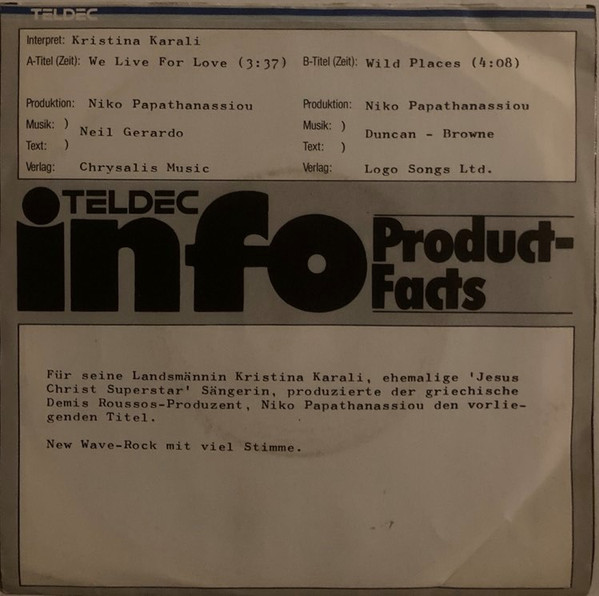 TELDEC
Interpret: Kristina Karali
A-Titel (Zeit): We Live For Love (3:37)
Produktion: Niko Papathanassiou
Musik: )
Neil Gerardo
Text: )
Verlag: Chrysalis Music
B-Titel (Zeit): Wild Places (4:08)
Produktion: Niko Papathanassiou
Musik: )
Duncan - Browne
Text: )
Verlag: Logo Songs Ltd.
TELDEC
info
Product-
Facts
Für seine Landsmännin Kristina Karali, ehemalige 'Jesus
Christ Superstar' Sängerin, produzierte der griechische
Demis Roussos-Produzent, Niko Papathanassiou den vorlie-
genden Titel.
New Wave-Rock mit viel Stimme.